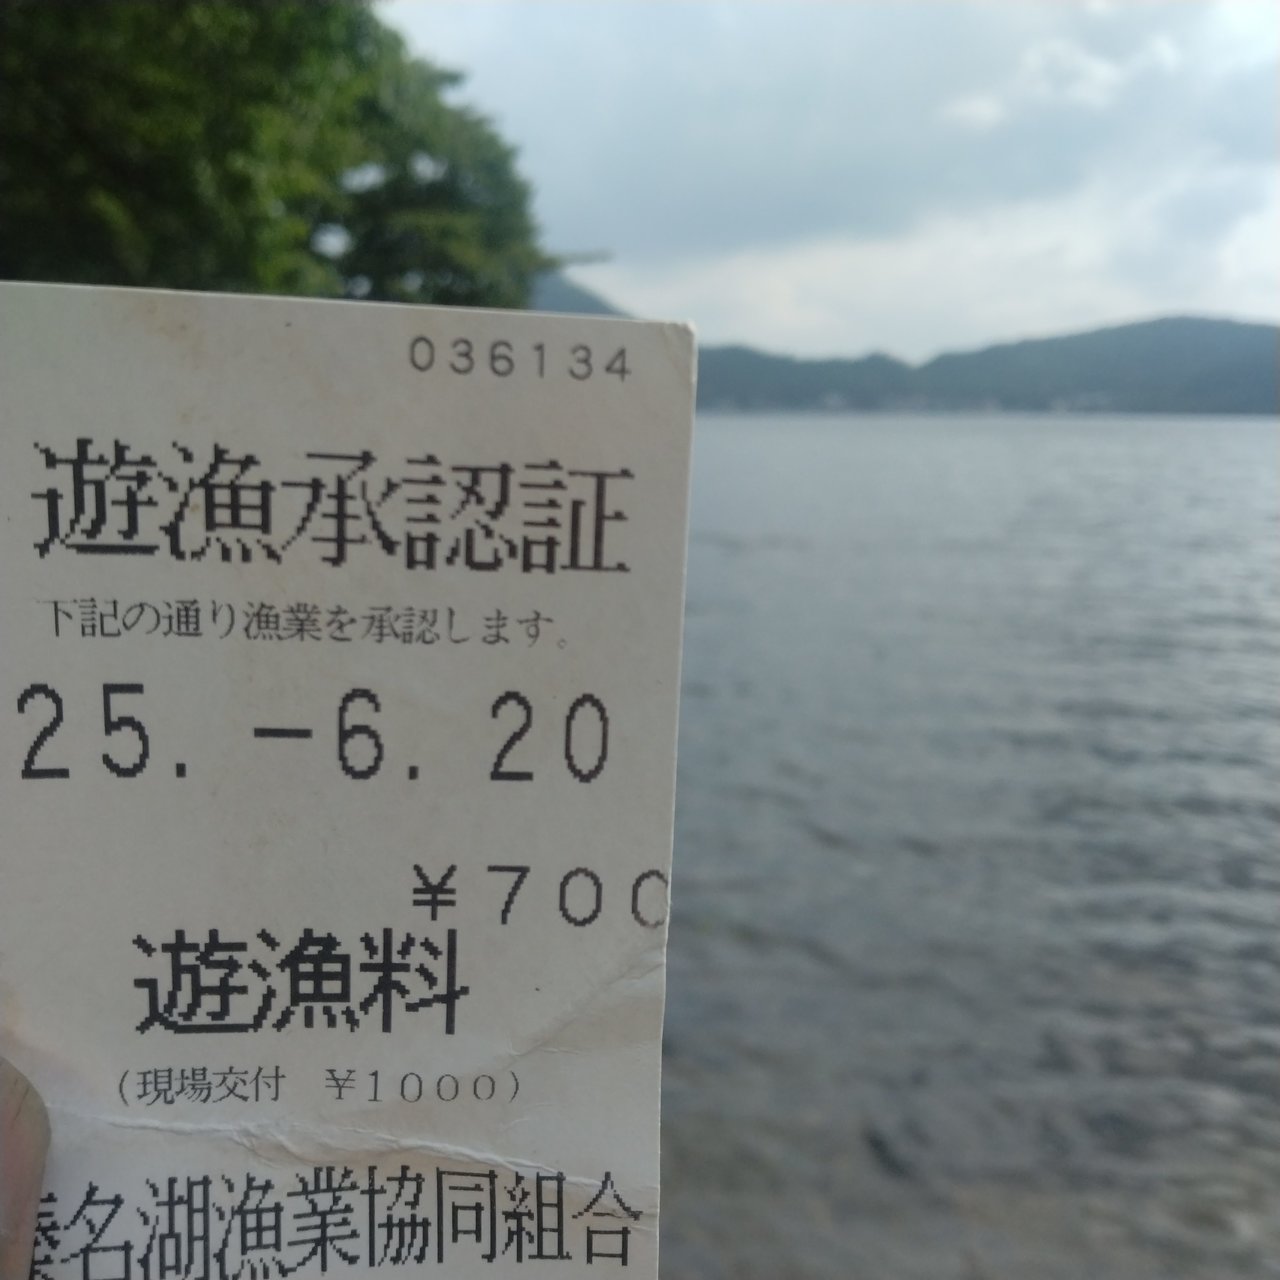 036134
遊漁承認証
下記の通り漁業を承認します。
25.-6.20
¥700
遊漁料
(現場交付 ¥1000)
榛名湖漁業協同組合